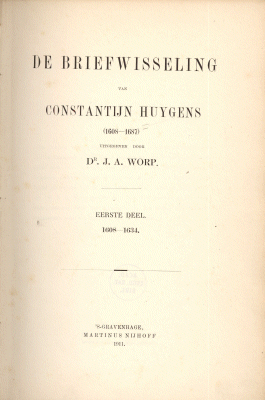 DE BRIEFWISSELING
VAN
CONSTANTIJN HUYGENS
(1608—1687)
UITGEGEVEN DOOR
Dr. J. A. WORP.
EERSTE DEEL.
1608—1634.
'S-GRAVENHAGE,
MARTINUS NIJHOFF
1911.